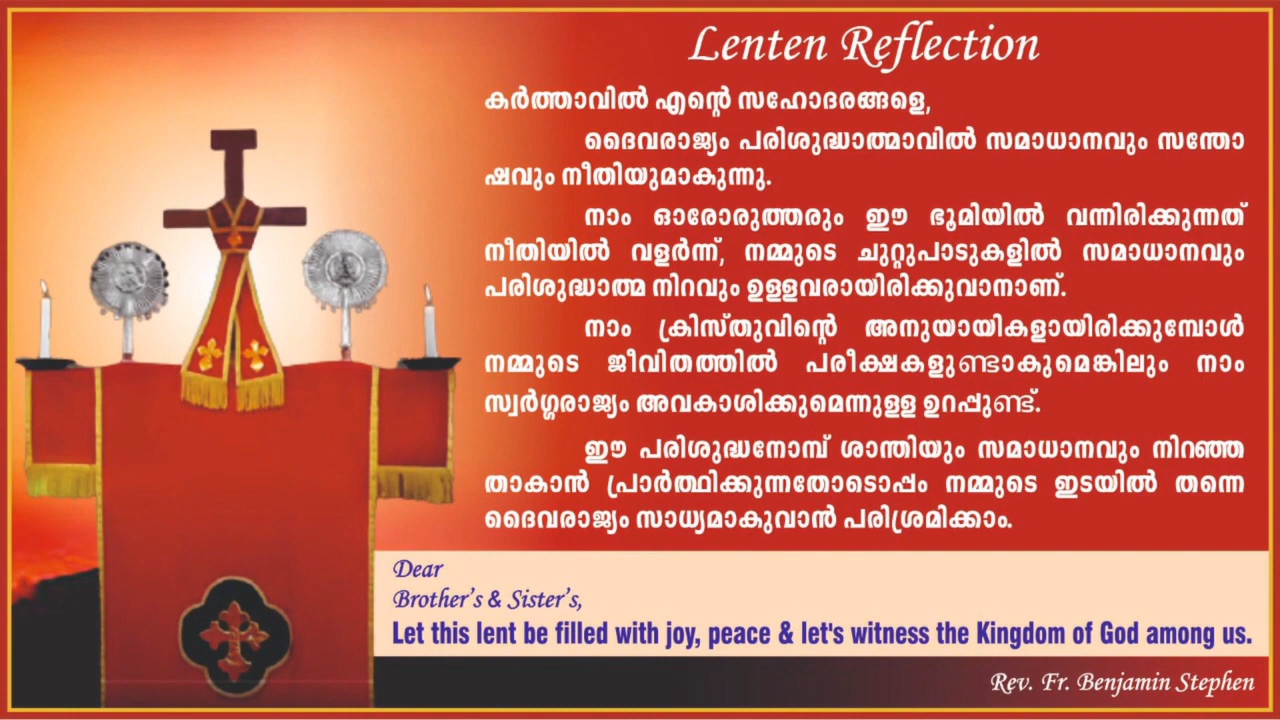 Lenten Reflection
കർത്താവിൽ എന്റെ സഹോദരങ്ങളെ,
ദൈവരാജ്യം പരിശുദ്ധാത്മാവിൽ സമാധാനവും സന്തോ
ഷവും നീതിയുമാകുന്നു.
നാം ഓരോരുത്തരും ഈ ഭൂമിയിൽ വന്നിരിക്കുന്നത്
നീതിയിൽ വളർന്ന്, നമ്മുടെ ചുറ്റുപാടുകളിൽ സമാധാനവും
പരിശുദ്ധാത്മ നിറവും ഉള്ളവരായിരിക്കുവാനാണ്.
നാം ക്രിസ്തുവിന്റെ അനുയായികളായിരിക്കുമ്പോൾ
നമ്മുടെ ജീവിതത്തിൽ പരീക്ഷകളുണ്ടാകുമെങ്കിലും നാം
സ്വർഗ്ഗരാജ്യം അവകാശിക്കുമെന്നുള്ള ഉറപ്പുണ്ട്.
ഈ പരിശുദ്ധനോമ്പ് ശാന്തിയും സമാധാനവും നിറഞ്ഞ
താകാൻ പ്രാർത്ഥിക്കുന്നതോടൊപ്പം നമ്മുടെ ഇടയിൽ തന്നെ
ദൈവരാജ്യം സാധ്യമാകുവാൻ പരിശ്രമിക്കാം.
Dear
Brother's & Sister's,
Let this lent be filled with joy, peace & let's witness the Kingdom of God among us.
Rev. Fr. Benjamin Stephen